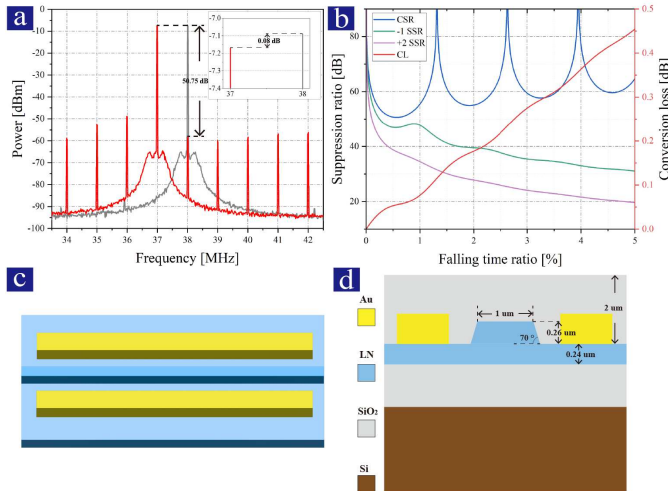 a
0
-10
-20
-30
-40
-50
-60
-70
-80
-90
-100
Power [dBm]
34 35 36 37 38 39 40 41 42
Frequency [MHz]
50.75 dB
-7.0
-7.1
-7.2
-7.3
-7.4
0.08 dB
37 38
b
CSR
-1 SSR
+2 SSR
CL
80
60
40
20
Suppression ratio [dB]
0 1 2 3 4 5
Falling time ratio [%]
0.5
0.4
0.3
0.2
0.1
0.0
Conversion loss [dB]
c
d
Au
LN
SiO₂
Si
1 um
2 um
0.26 um
70 °
0.24 um